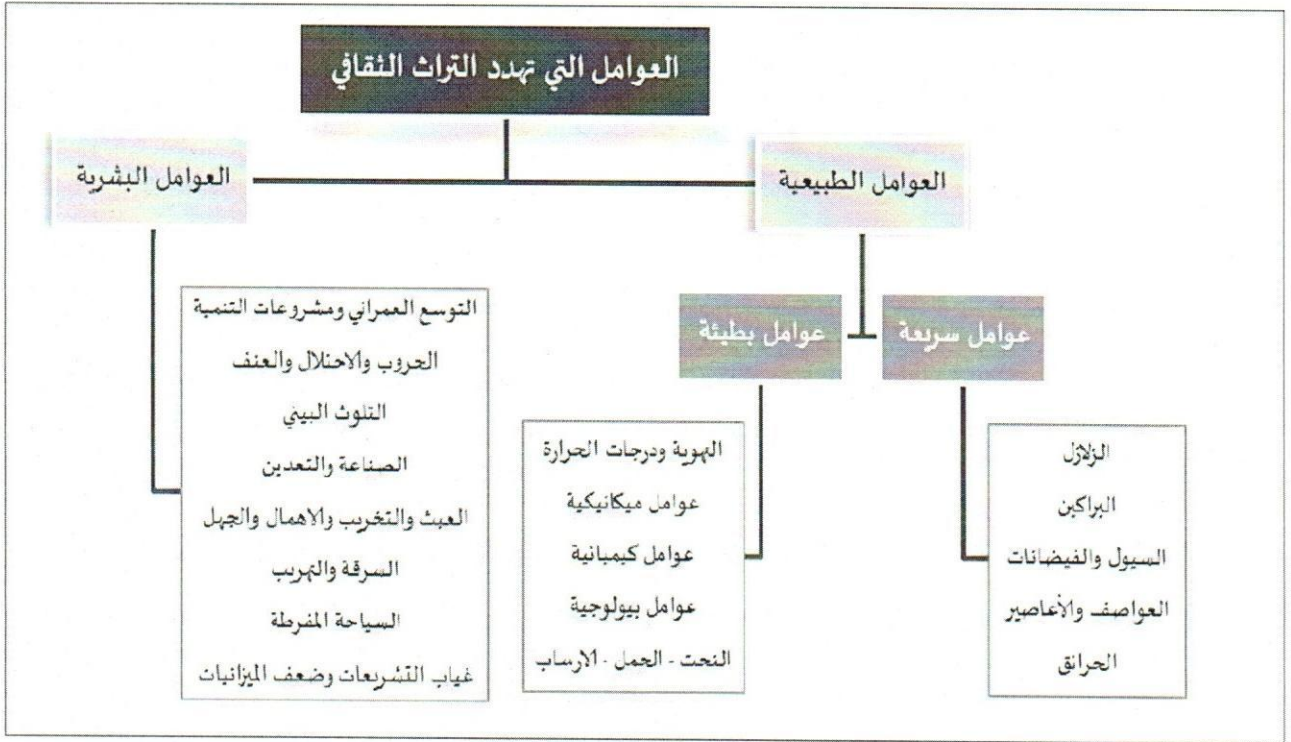 العوامل التي تهدد التراث الثقافي
العوامل الطبيعية
العوامل البشرية
عوامل سريعة
عوامل بطيئة
الزلازل
البراكين
السيول والفيضانات
العواصف والأعاصير
الحرائق
التهوية ودرجات الحرارة
عوامل ميكانيكية
عوامل كيميائية
عوامل بيولوجية
النحت - الحمل - الارساب
التوسع العمراني ومشروعات التنمية
الحروب والاحتلال والعنف
التلوث البيئي
الصناعة والتعدين
العبث والتخريب والاهمال والجهل
السرقة والتهريب
السياحة المفرطة
غياب التشريعات وضعف الميزانيات